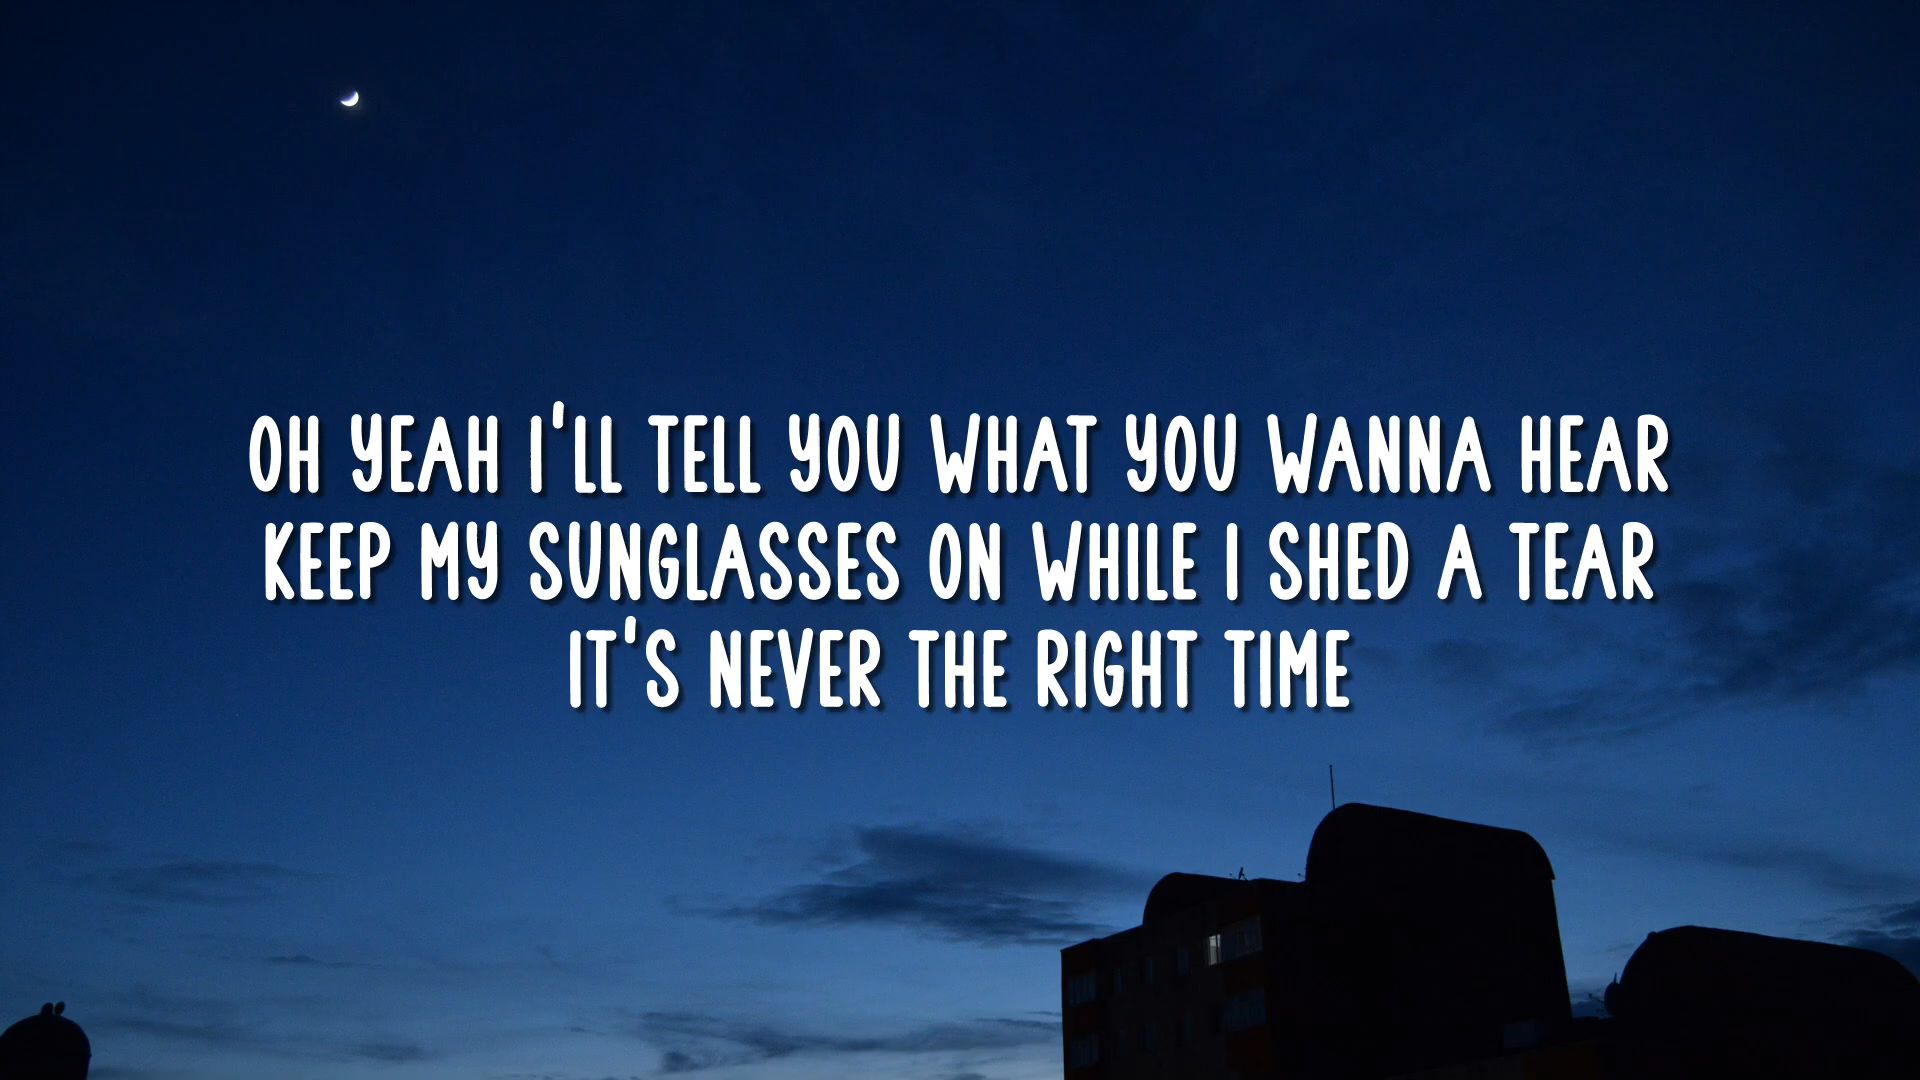 OH YEAH I'LL TELL YOU WHAT YOU WANNA HEAR
KEEP MY SUNGLASSES ON WHILE I SHED A TEAR
IT'S NEVER THE RIGHT TIME